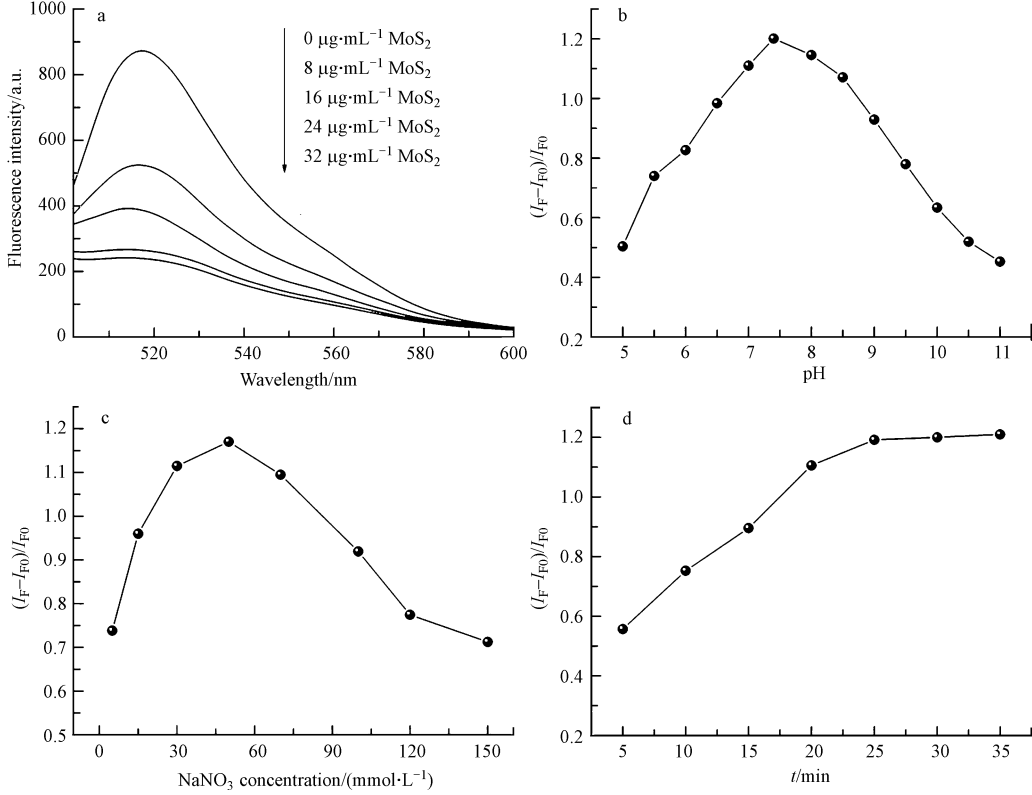 a
1000
800
600
400
200
0
Fluorescence intensity/a.u.
0 μg·mL⁻¹ MoS₂
8 μg·mL⁻¹ MoS₂
16 μg·mL⁻¹ MoS₂
24 μg·mL⁻¹ MoS₂
32 μg·mL⁻¹ MoS₂
520 540 560 580 600
Wavelength/nm
b
1.2
1.0
0.8
0.6
0.4
0.2
(I_F−I_F0)/I_F0
5 6 7 8 9 10 11
pH
c
1.2
1.1
1.0
0.9
0.8
0.7
0.6
0.5
(I_F−I_F0)/I_F0
0 30 60 90 120 150
NaNO₃ concentration/(mmol·L⁻¹)
d
1.2
1.0
0.8
0.6
0.4
0.2
(I_F−I_F0)/I_F0
5 10 15 20 25 30 35
t/min